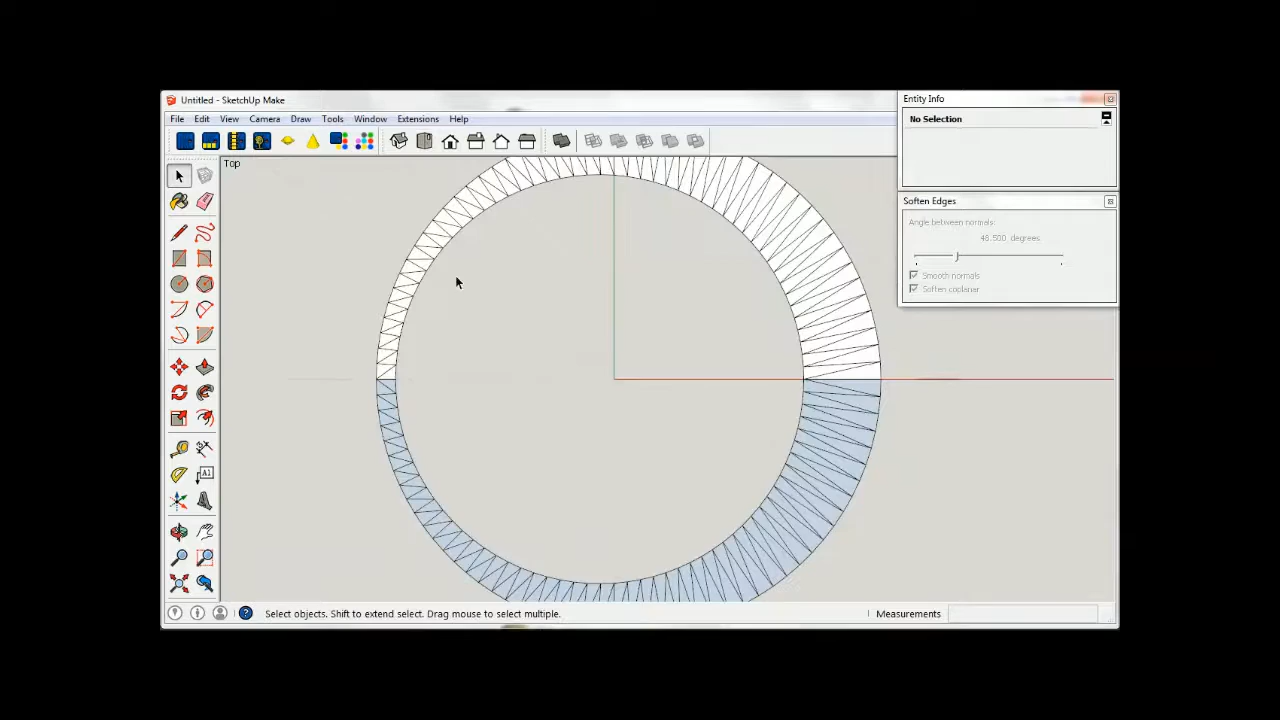 Untitled - SketchUp Make
File Edit View Camera Draw Tools Window Extensions Help
Top
Entity Info
No Selection
Soften Edges
Angle between normals:
48.500 degrees
Smooth normals
Soften coplanar
A1
Select objects. Shift to extend select. Drag mouse to select multiple.
Measurements